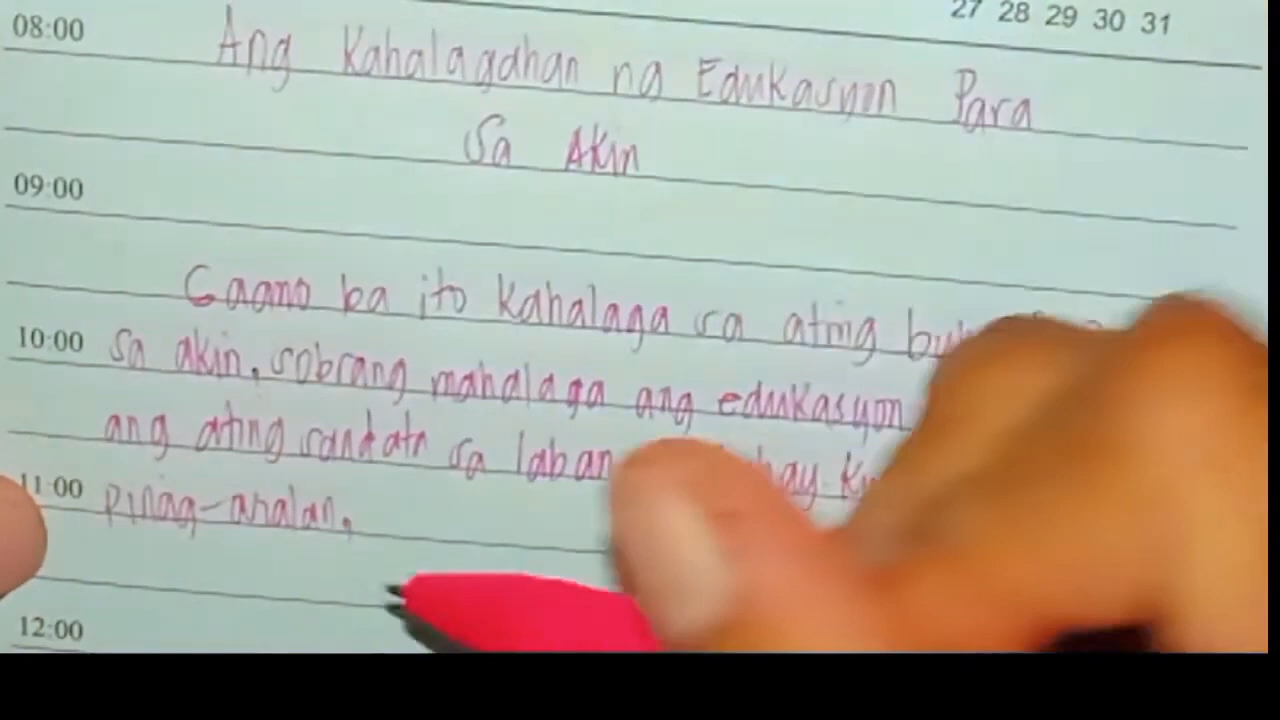 27 28 29 30 31
08:00 Ang Kahalagahan ng Edukasyon Para
Sa Akin
09:00
Gaano ba ito kahalaga sa ating
10:00 Sa akin, sobrang mahalaga ang edukasyon
ang ating sandata sa laban
11:00 pinag-aralan,
12:00